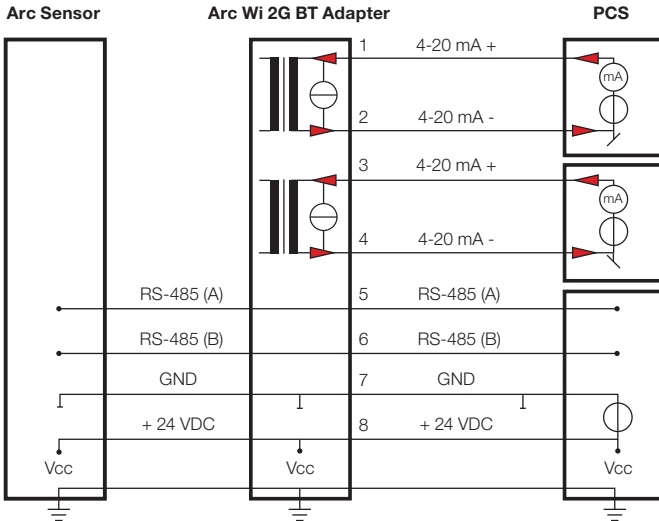 Arc Sensor Arc Wi 2G BT Adapter PCS
1 4-20 mA +
mA
2 4-20 mA -
3 4-20 mA +
mA
4 4-20 mA -
RS-485 (A) 5 RS-485 (A)
RS-485 (B) 6 RS-485 (B)
GND 7 GND
+ 24 VDC 8 + 24 VDC
Vcc Vcc Vcc